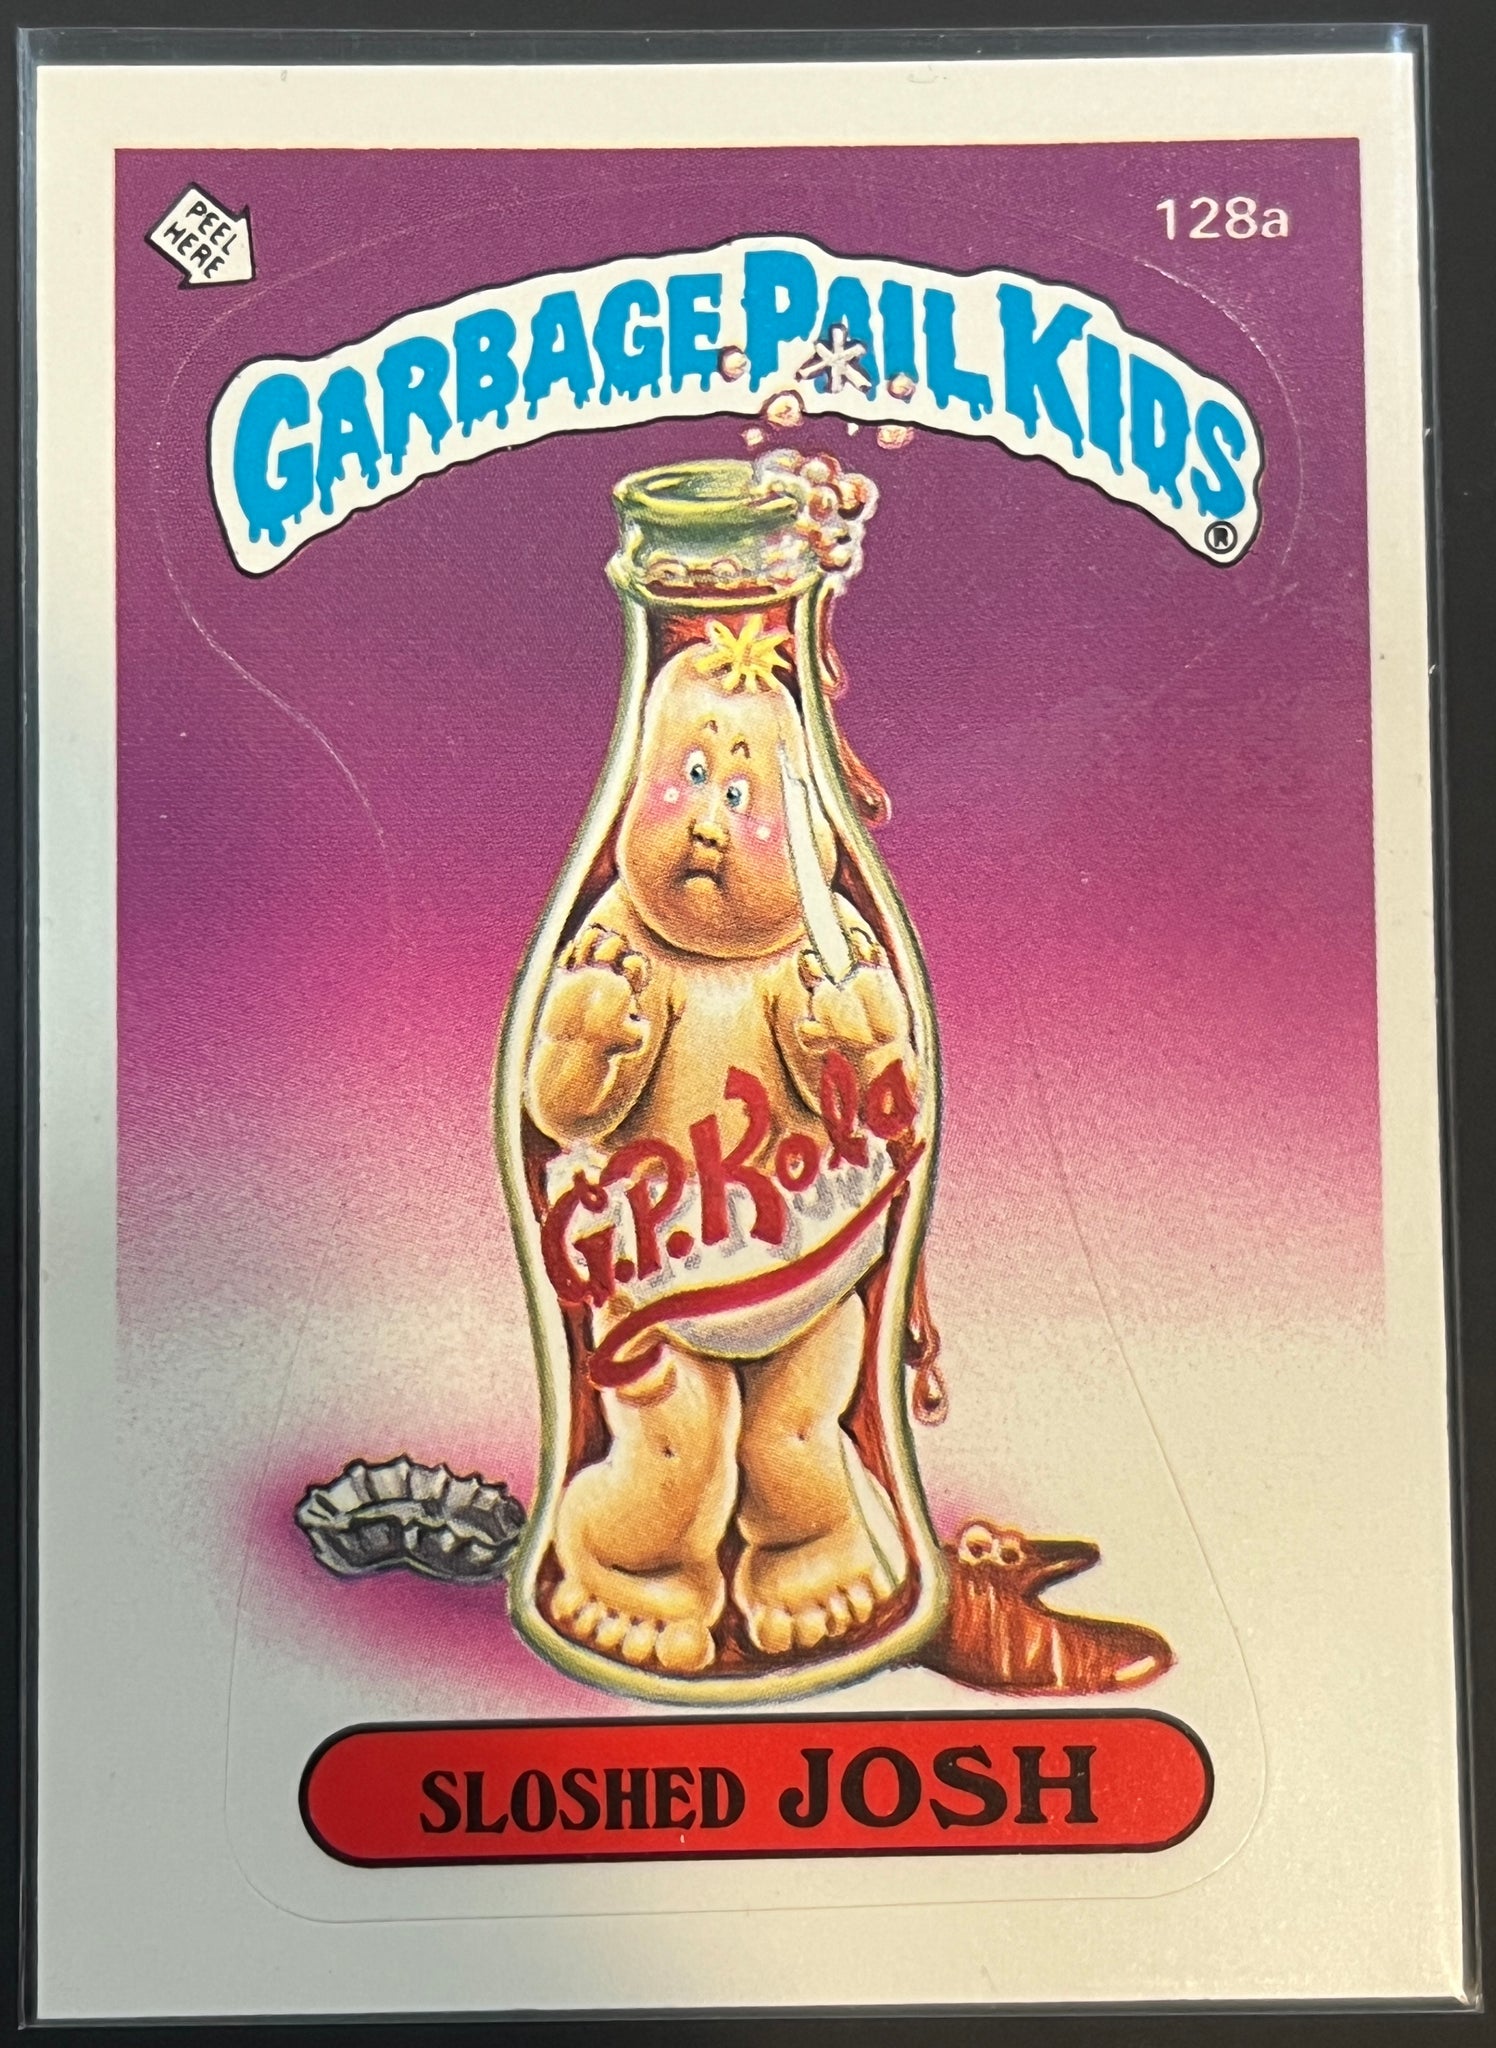 PEEL
HERE
128a
GARBAGE PAIL KIDS
®
G.P. Kola
SLOSHED JOSH